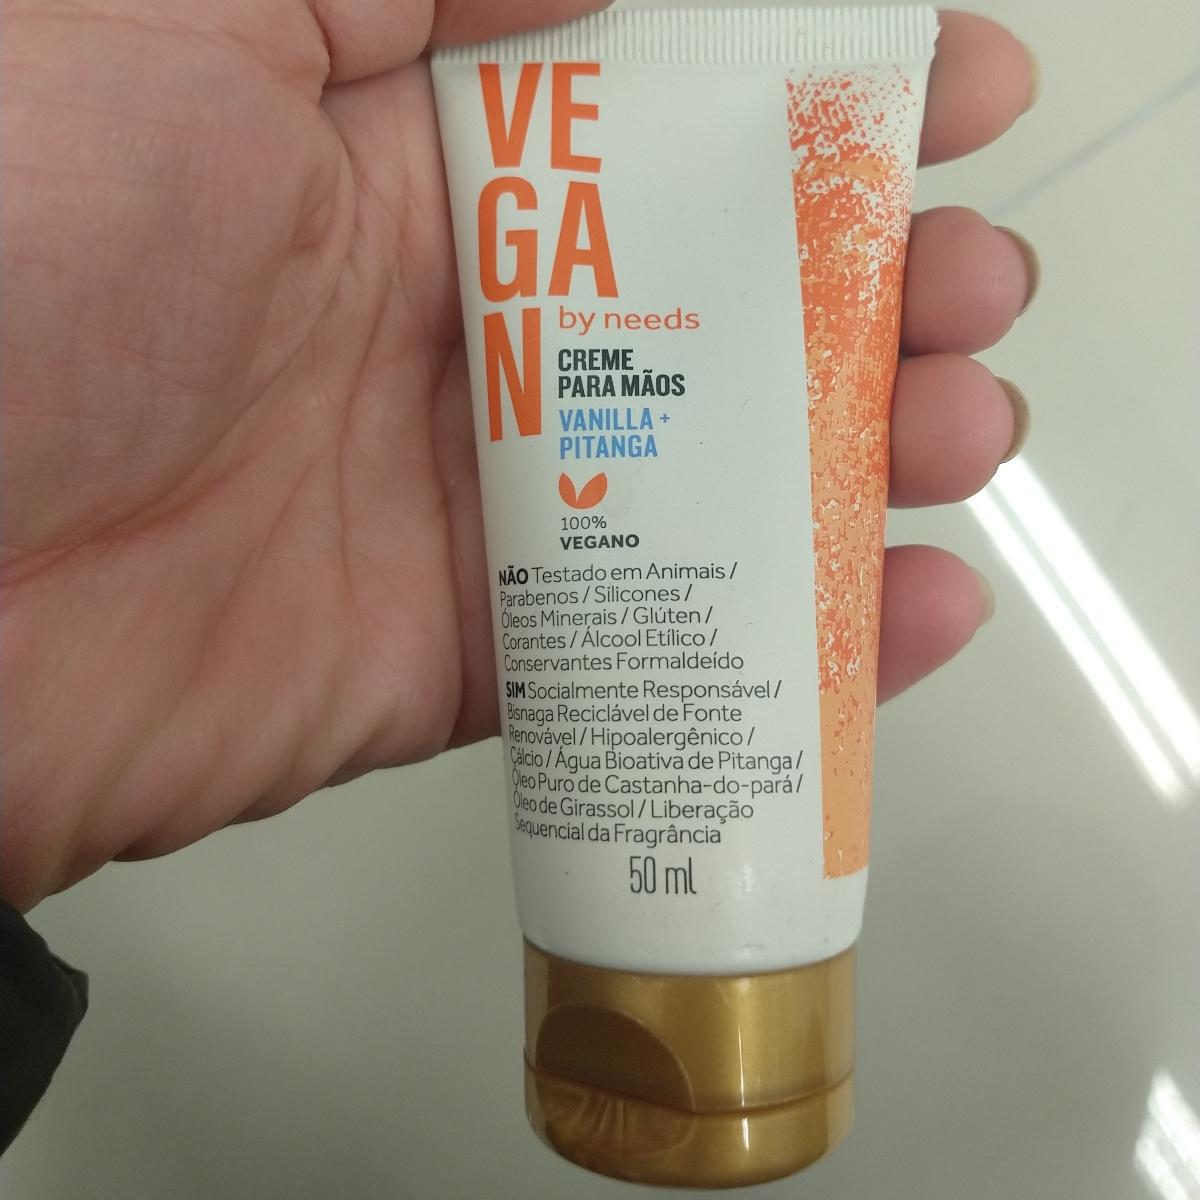 VE
GA
N
by needs
CREME
PARA MÃOS
VANILLA +
PITANGA
100%
VEGANO
NÃO Testado em Animais /
Parabenos / Silicones /
Óleos Minerais / Glúten /
Corantes / Álcool Etílico /
Conservantes Formaldeído
SIM Socialmente Responsável /
Bisnaga Reciclável de Fonte
Renovável / Hipoalergênico /
Cálcio / Água Bioativa de Pitanga /
Óleo Puro de Castanha-do-pará /
Óleo de Girassol / Liberação
Sequencial da Fragrância
50 ml